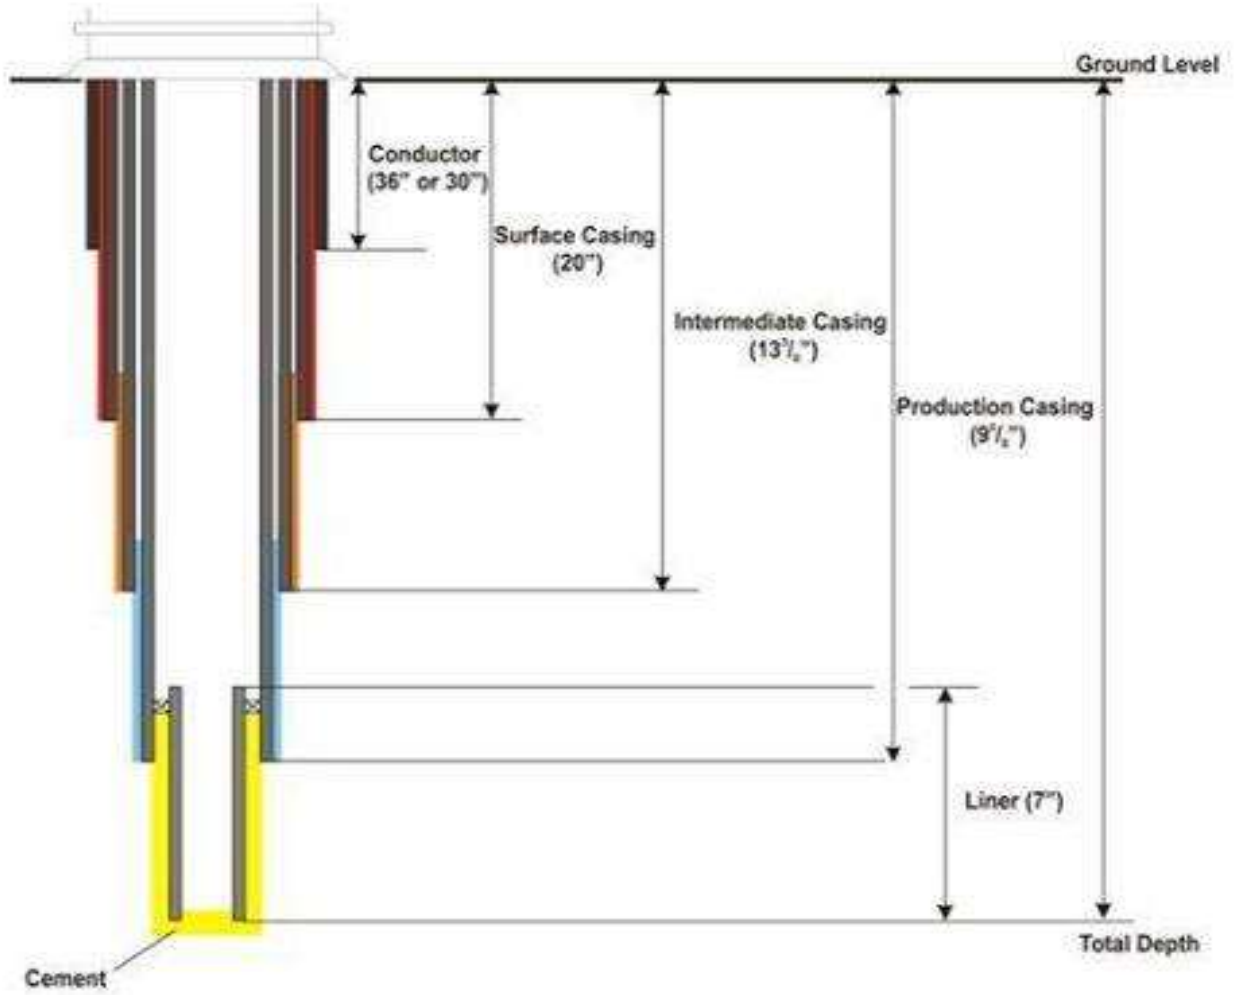 Ground Level
Conductor
(36" or 30")
Surface Casing
(20")
Intermediate Casing
(13³/₈")
Production Casing
(9⁵/₈")
Liner (7")
Total Depth
Cement